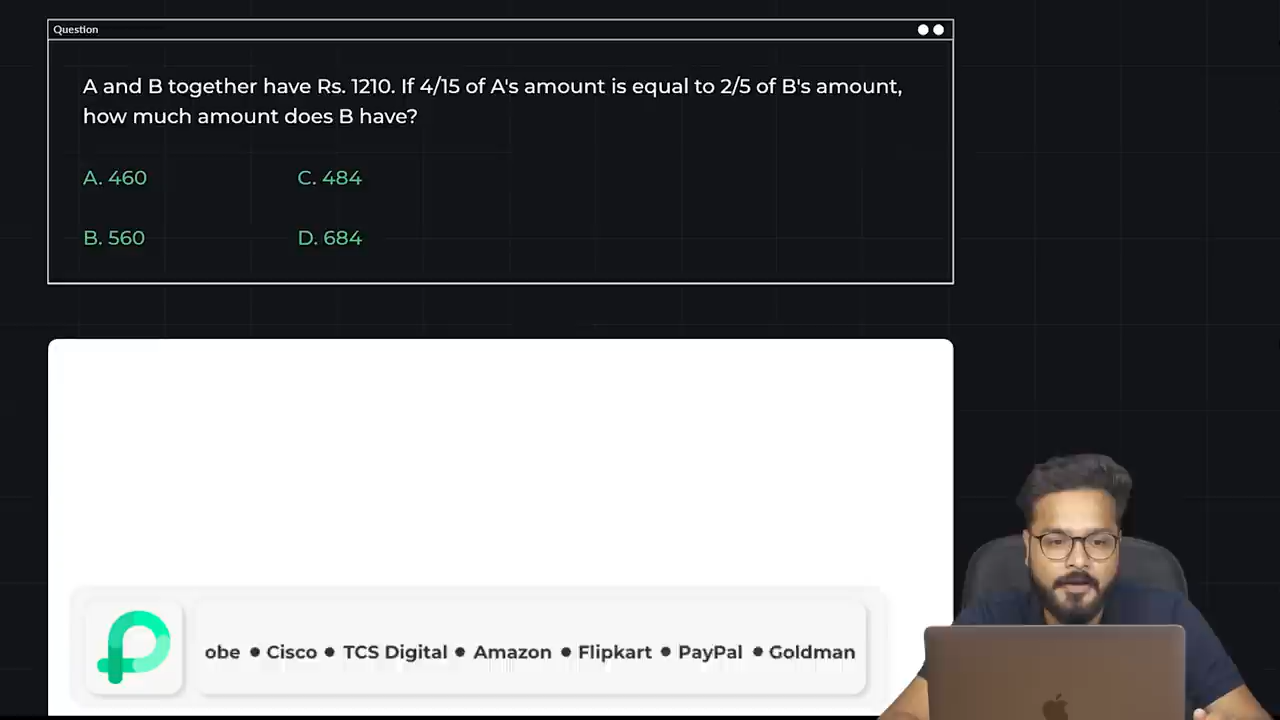 Question
A and B together have Rs. 1210. If 4/15 of A's amount is equal to 2/5 of B's amount,
how much amount does B have?
A. 460
C. 484
B. 560
D. 684
obe • Cisco • TCS Digital • Amazon • Flipkart • PayPal • Goldman